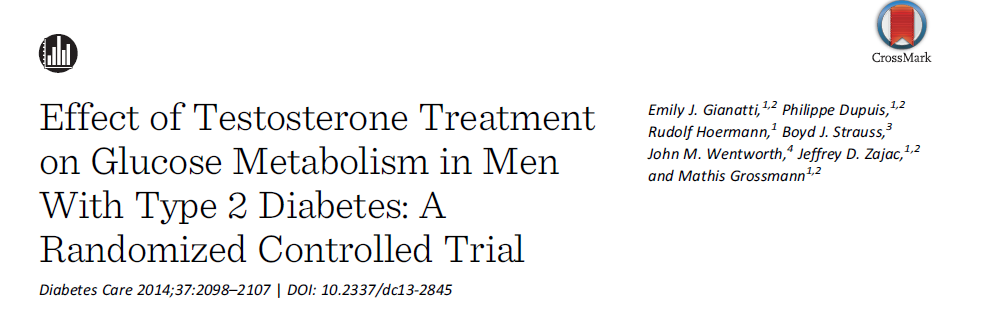 CrossMark
Effect of Testosterone Treatment
on Glucose Metabolism in Men
With Type 2 Diabetes: A
Randomized Controlled Trial
Diabetes Care 2014;37:2098–2107 | DOI: 10.2337/dc13-2845
Emily J. Gianatti,1,2 Philippe Dupuis,1,2
Rudolf Hoermann,1 Boyd J. Strauss,3
John M. Wentworth,4 Jeffrey D. Zajac,1,2
and Mathis Grossmann1,2